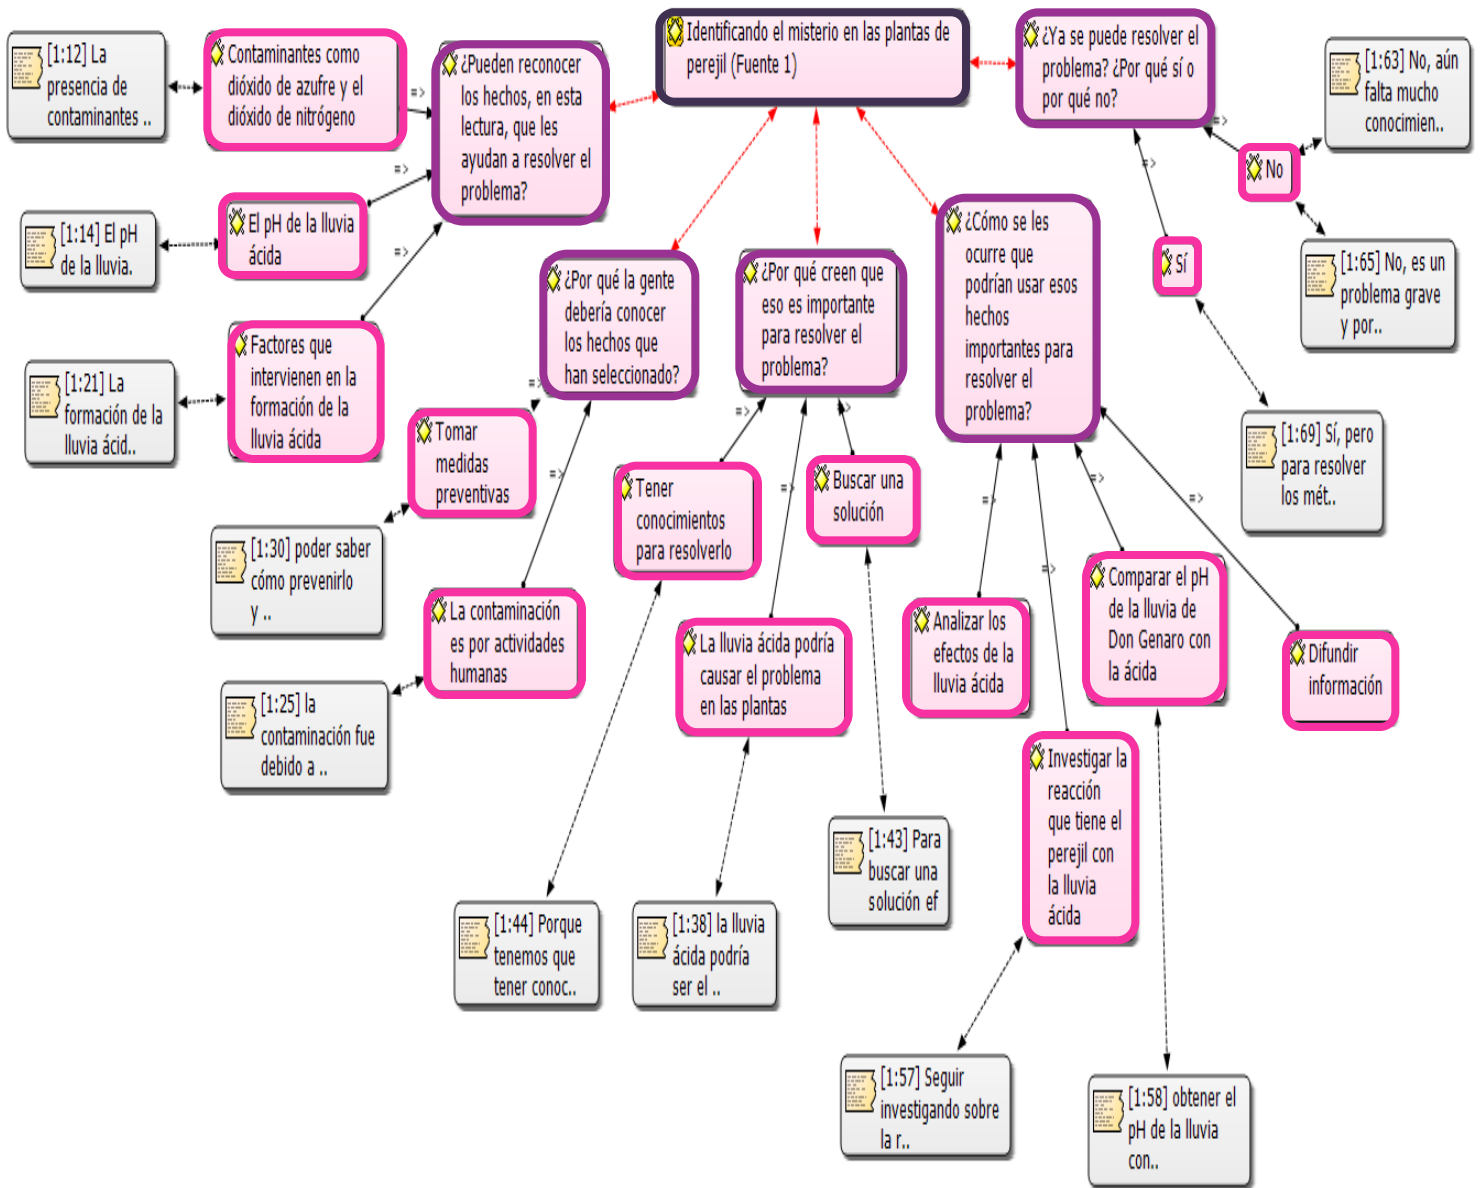 Identificando el misterio en las plantas de
perejil (Fuente 1)
¿Pueden reconocer
los hechos, en esta
lectura, que les
ayudan a resolver el
problema?
Contaminantes como
dióxido de azufre y el
dióxido de nitrógeno
[1:12] La
presencia de
contaminantes ..
=>
El pH de la lluvia
ácida
[1:14] El pH
de la lluvia.
=>
Factores que
intervienen en la
formación de la
lluvia ácida
[1:21] La
formación de la
lluvia ácid..
=>
¿Por qué la gente
debería conocer
los hechos que
han seleccionado?
Tomar
medidas
preventivas
[1:30] poder saber
cómo prevenirlo
y ..
=>
La contaminación
es por actividades
humanas
[1:25] la
contaminación fue
debido a ..
=>
¿Por qué creen que
eso es importante
para resolver el
problema?
Tener
conocimientos
para resolverlo
[1:44] Porque
tenemos que
tener conoc..
=>
La lluvia ácida podría
causar el problema
en las plantas
[1:38] la lluvia
ácida podría
ser el ..
=>
Buscar una
solución
[1:43] Para
buscar una
solución ef
=>
¿Cómo se les
ocurre que
podrían usar esos
hechos
importantes para
resolver el
problema?
Analizar los
efectos de la
lluvia ácida
=>
Investigar la
reacción
que tiene el
perejil con
la lluvia
ácida
[1:57] Seguir
investigando sobre
la r..
=>
Comparar el pH
de la lluvia de
Don Genaro con
la ácida
[1:58] obtener el
pH de la lluvia
con..
=>
Difundir
información
=>
¿Ya se puede resolver el
problema? ¿Por qué sí o
por qué no?
No
[1:63] No, aún
falta mucho
conocimien..
[1:65] No, es un
problema grave
y por..
=>
Sí
[1:69] Sí, pero
para resolver
los mét..
=>